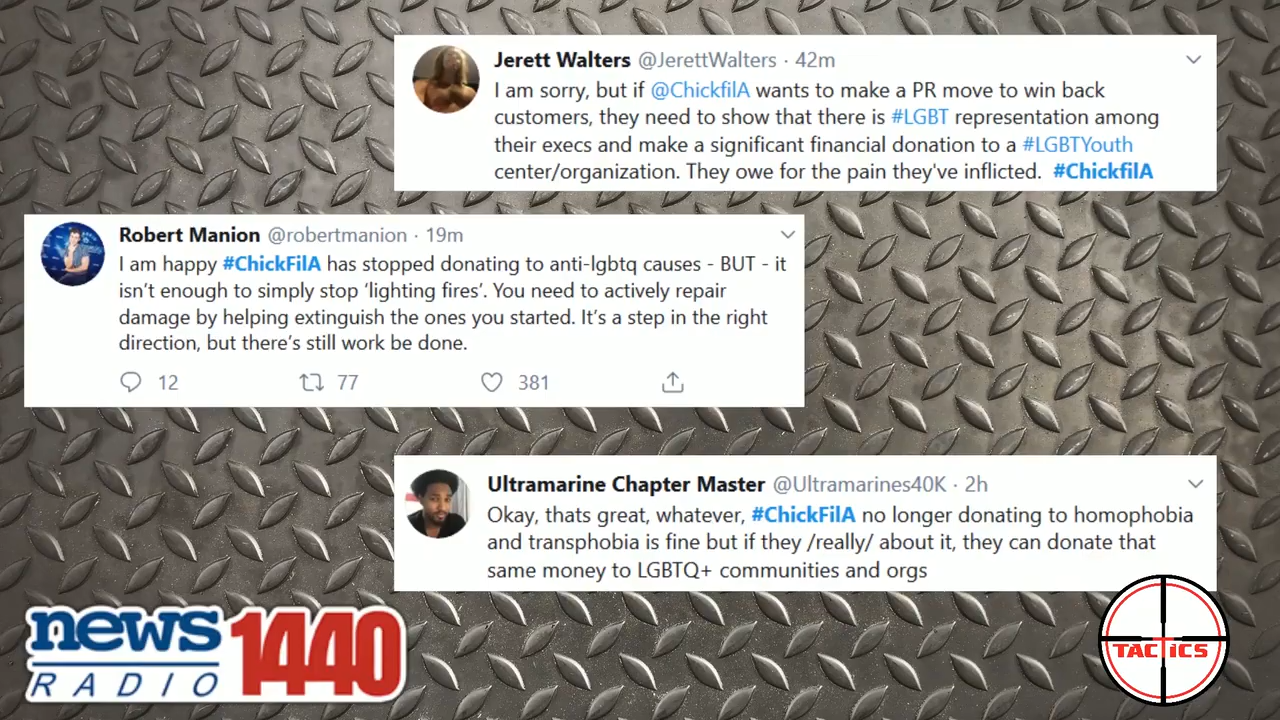 Jerett Walters @JerettWalters · 42m
I am sorry, but if @ChickfilA wants to make a PR move to win back
customers, they need to show that there is #LGBT representation among
their execs and make a significant financial donation to a #LGBTYouth
center/organization. They owe for the pain they've inflicted. #ChickfilA
Robert Manion @robertmanion · 19m
I am happy #ChickFilA has stopped donating to anti-lgbtq causes - BUT - it
isn't enough to simply stop 'lighting fires'. You need to actively repair
damage by helping extinguish the ones you started. It's a step in the right
direction, but there's still work be done.
12 77 381
Ultramarine Chapter Master @Ultramarines40K · 2h
Okay, thats great, whatever, #ChickFilA no longer donating to homophobia
and transphobia is fine but if they /really/ about it, they can donate that
same money to LGBTQ+ communities and orgs
news 1440
RADIO
TACTICS